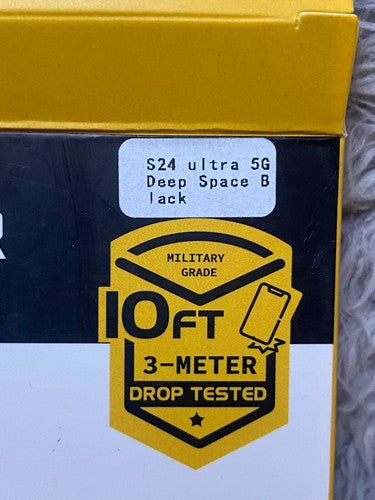 S24 ultra 5G
Deep Space B
lack
R
MILITARY
GRADE
10FT
3-METER
DROP TESTED